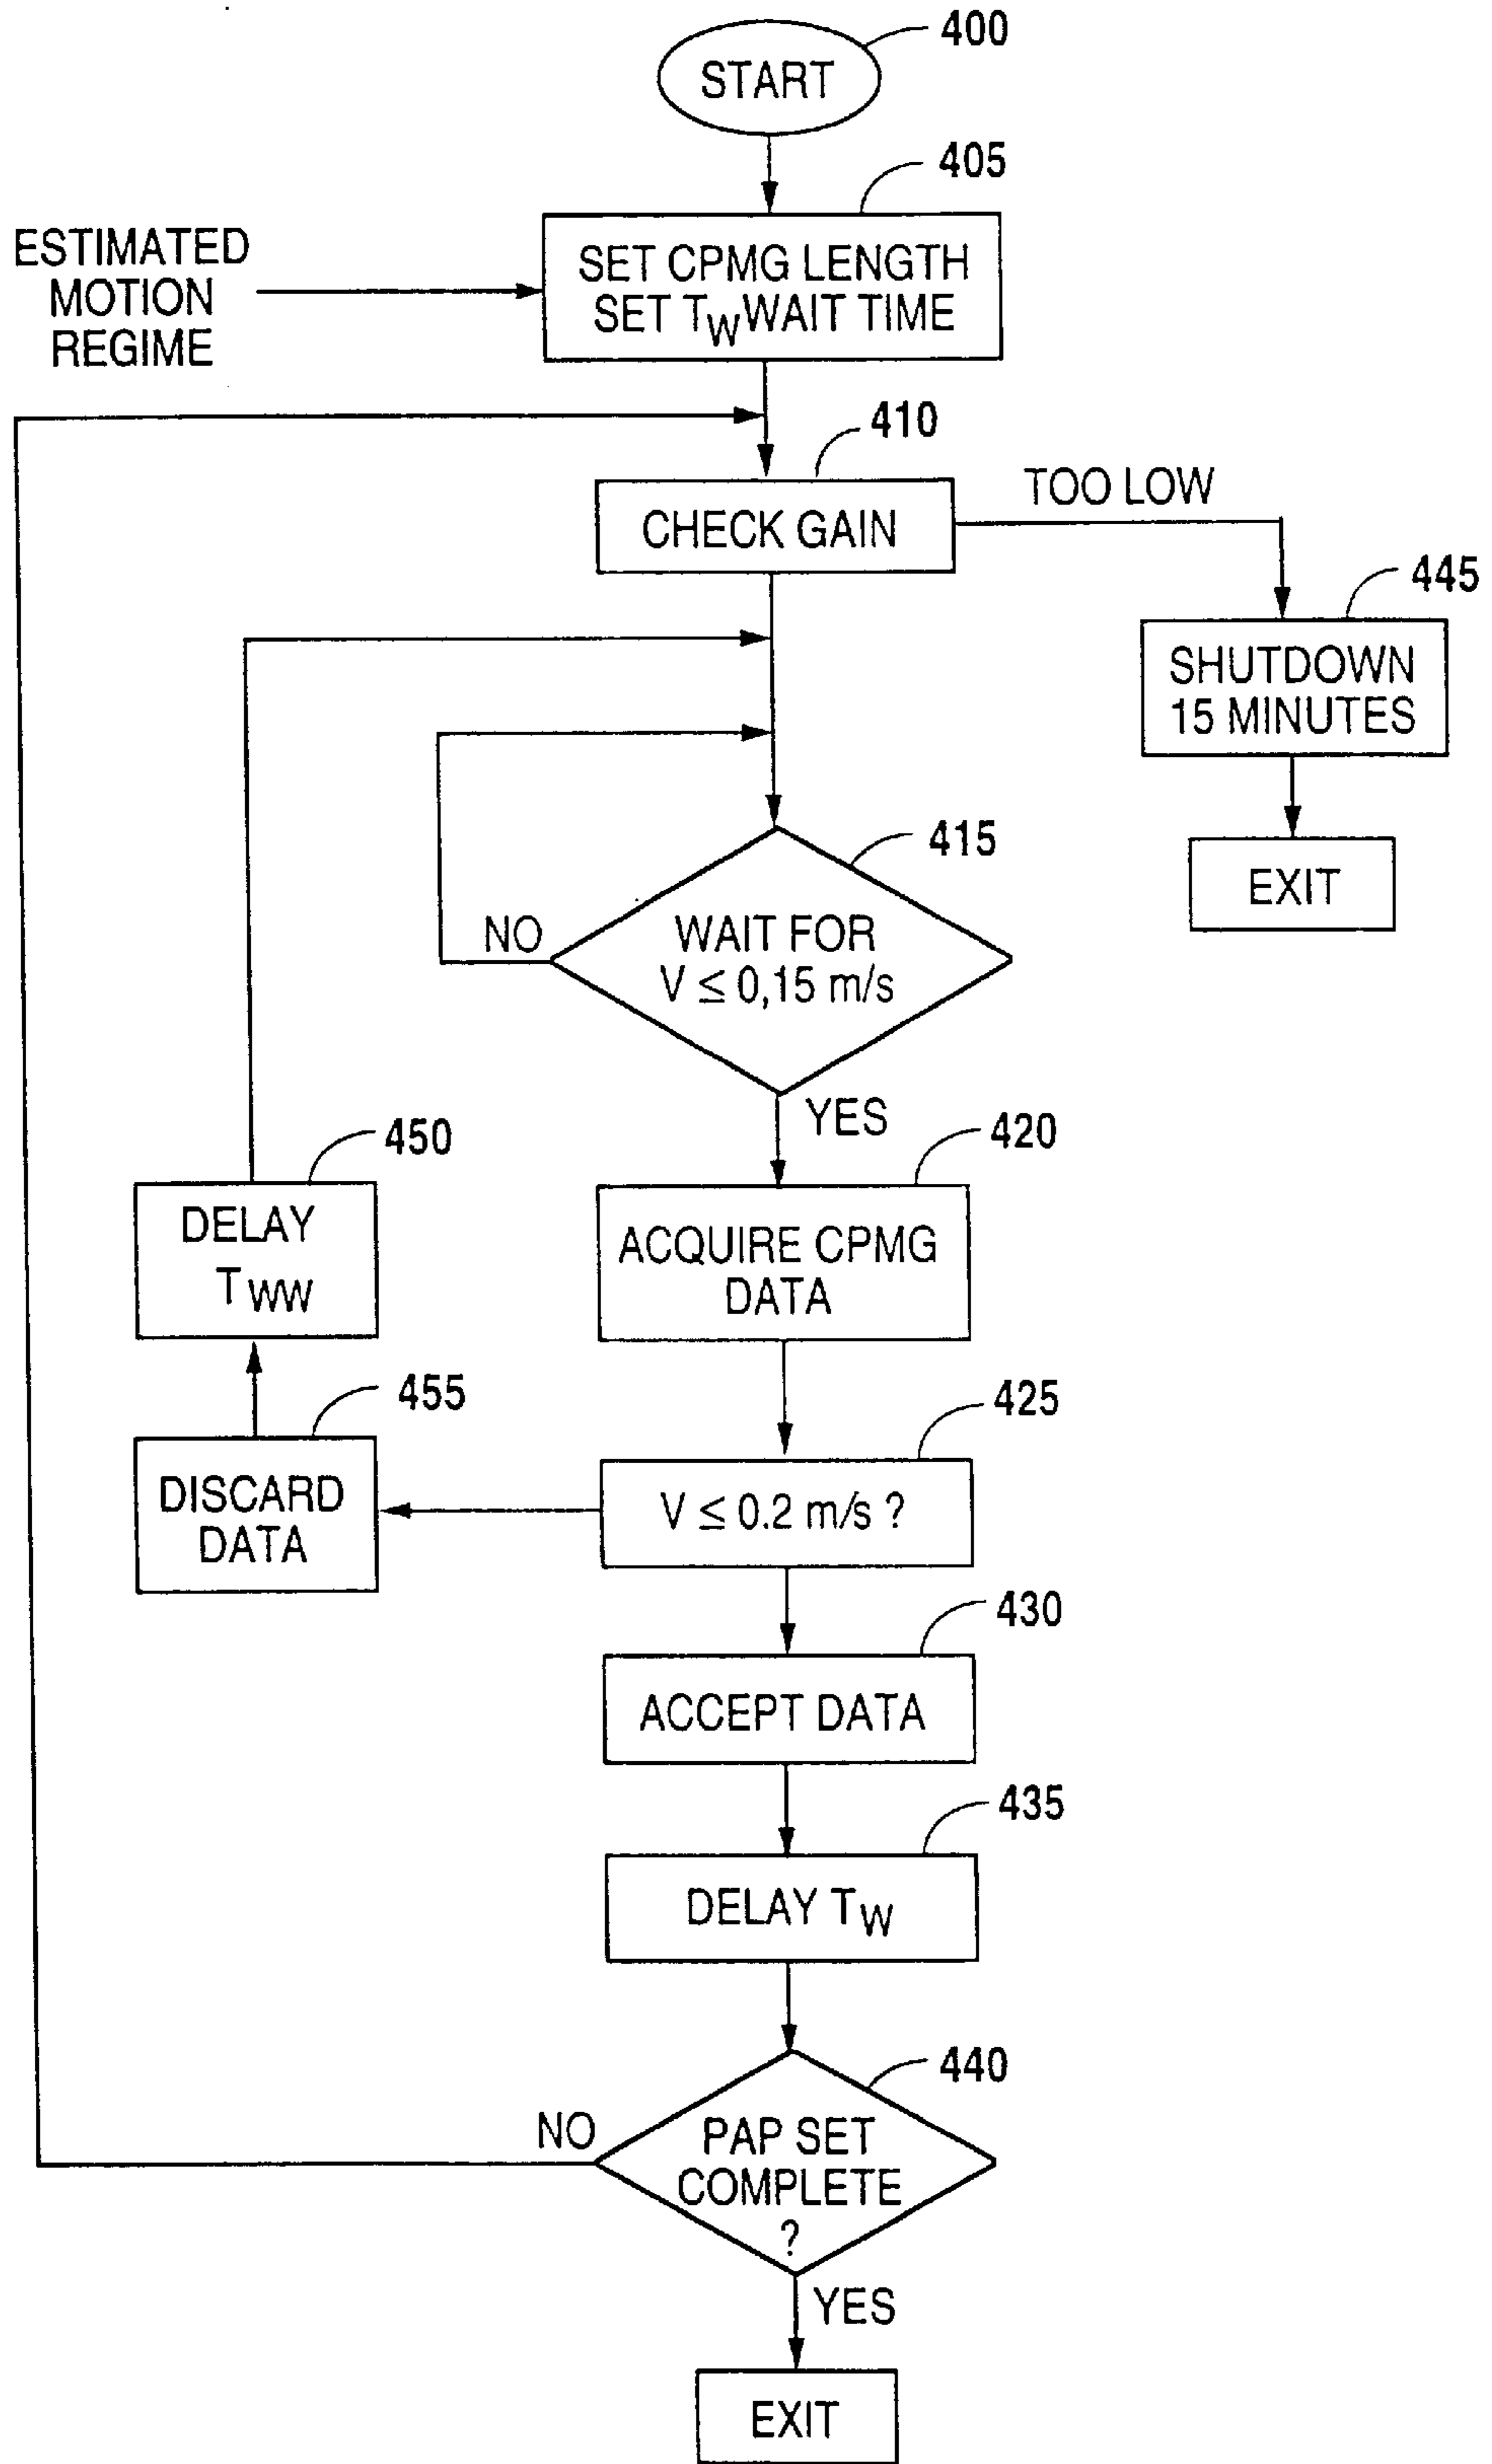 400
START
405
ESTIMATED
MOTION
REGIME
SET CPMG LENGTH
SET TW WAIT TIME
410
CHECK GAIN
TOO LOW
445
SHUTDOWN
15 MINUTES
EXIT
415
NO
WAIT FOR
V ≤ 0,15 m/s
YES
420
ACQUIRE CPMG
DATA
450
DELAY
TWW
455
DISCARD
DATA
425
V ≤ 0.2 m/s ?
430
ACCEPT DATA
435
DELAY TW
440
NO
PAP SET
COMPLETE
?
YES
EXIT